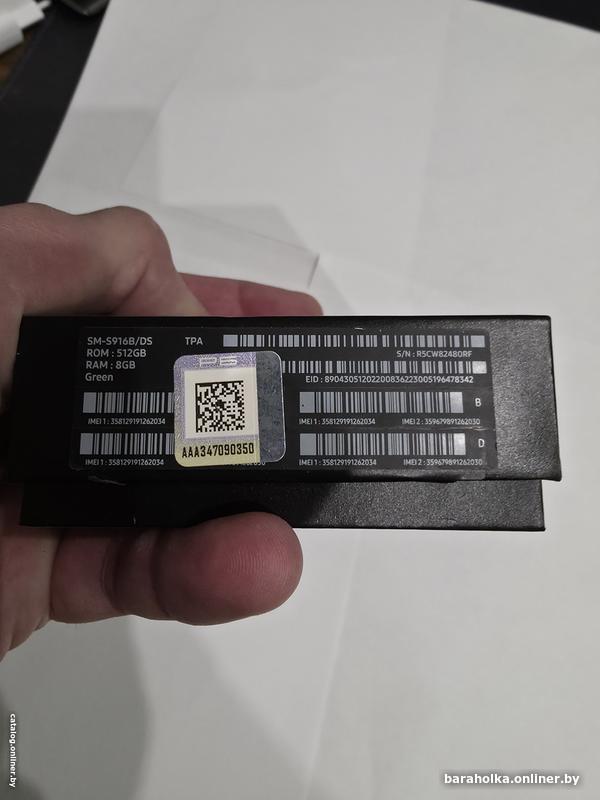 SM-S916B/DS TPA
ROM : 512GB
RAM : 8GB
Green
S/N : R5CW82480RF
EID : 89043051202200836223005196478342
B
IMEI 1 : 358129191262034
IMEI 1 : 358129191262034 IMEI 2 : 359679891262030
D
IMEI 1 : 358129191262034
IMEI 1 : 358129191262034 IMEI 2 : 359679891262030
AAA347090350
catalog.onliner.by
baraholka.onliner.by